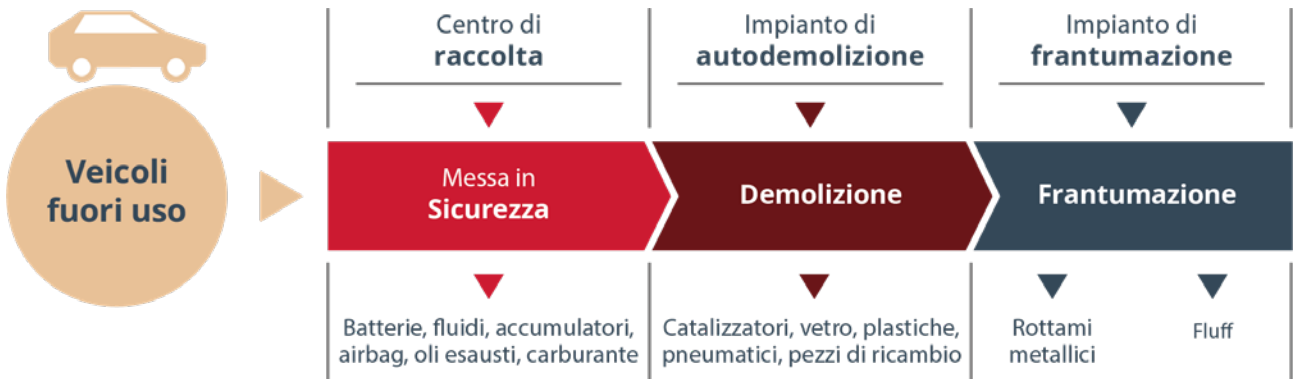 Veicoli
fuori uso
Centro di
raccolta
Messa in
Sicurezza
Batterie, fluidi, accumulatori,
airbag, oli esausti, carburante
Impianto di
autodemolizione
Demolizione
Catalizzatori, vetro, plastiche,
pneumatici, pezzi di ricambio
Impianto di
frantumazione
Frantumazione
Rottami
metallici
Fluff